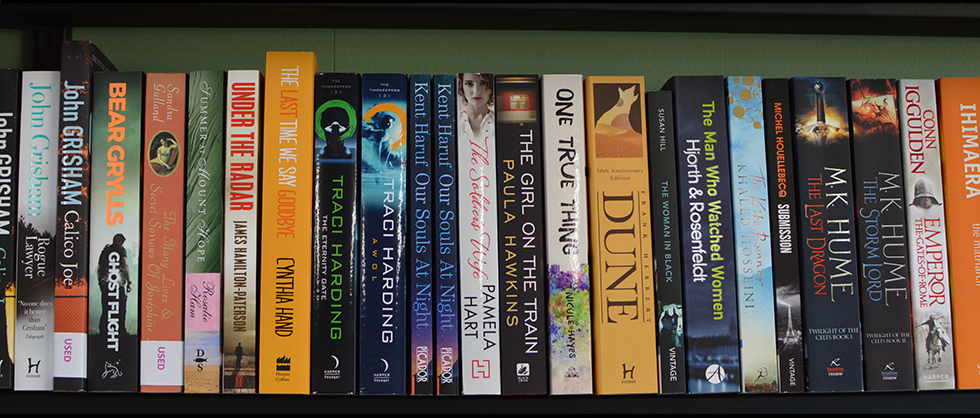 John GRISHAM
John Grisham
Rogue
Lawyer
"No one does
it better
than Grisham"
Telegraph
H
John GRISHAM
Calico Joe
USED
BEAR GRYLLS
GHOST FLIGHT
Sandra
Gulland
The Many Lives &
Secret Sorrows Of Josephine
USED
SUMMER AT MOUNT HOPE
Rosalie
Ham
D S
UNDER THE RADAR
JAMES HAMILTON-PATERSON
THE LAST TIME WE SAY
GOODBYE
CYNTHIA HAND
Harper
Collins
THE
TIMEKEEPERS
TRACI HARDING
THE ETERNITY GATE
HARPER
Voyager
THE
TIMEKEEPERS
TRACI HARDING
AWOL
HARPER
Voyager
Kent Haruf Our Souls At Night
PICADOR
Kent Haruf Our Souls At Night
PICADOR
The Soldier's Wife
PAMELA
HART
H
THE GIRL ON THE TRAIN
PAULA HAWKINS
ONE TRUE THING
NICOLE HAYES
50th Anniversary
Edition
FRANK HERBERT
DUNE
H
HODDER
SUSAN HILL
THE WOMAN IN BLACK
VINTAGE
The Man Who Watched Women
Hjorth & Rosenfeldt
The Kite Runner
KHALED HOSSEINI
MICHEL HOUELLEBECQ
SUBMISSION
VINTAGE
M.K. HUME
THE LAST DRAGON
TWILIGHT OF THE
CELTS BOOK I
headline
review
M.K. HUME
THE STORM LORD
TWILIGHT OF THE
CELTS BOOK II
headline
review
CONN
IGGULDEN
EMPEROR
THE GATES OF ROME
IHIMAERA
the matriarch